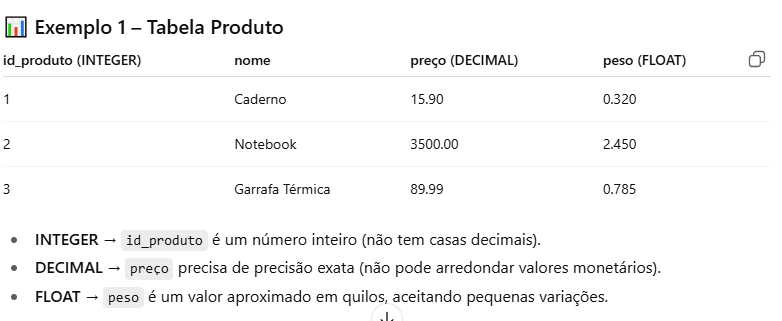 📊 Exemplo 1 – Tabela Produto
id_produto (INTEGER) nome preço (DECIMAL) peso (FLOAT)
1 Caderno 15.90 0.320
2 Notebook 3500.00 2.450
3 Garrafa Térmica 89.99 0.785
• INTEGER → id_produto é um número inteiro (não tem casas decimais).
• DECIMAL → preço precisa de precisão exata (não pode arredondar valores monetários).
• FLOAT → peso é um valor aproximado em quilos, aceitando pequenas variações.